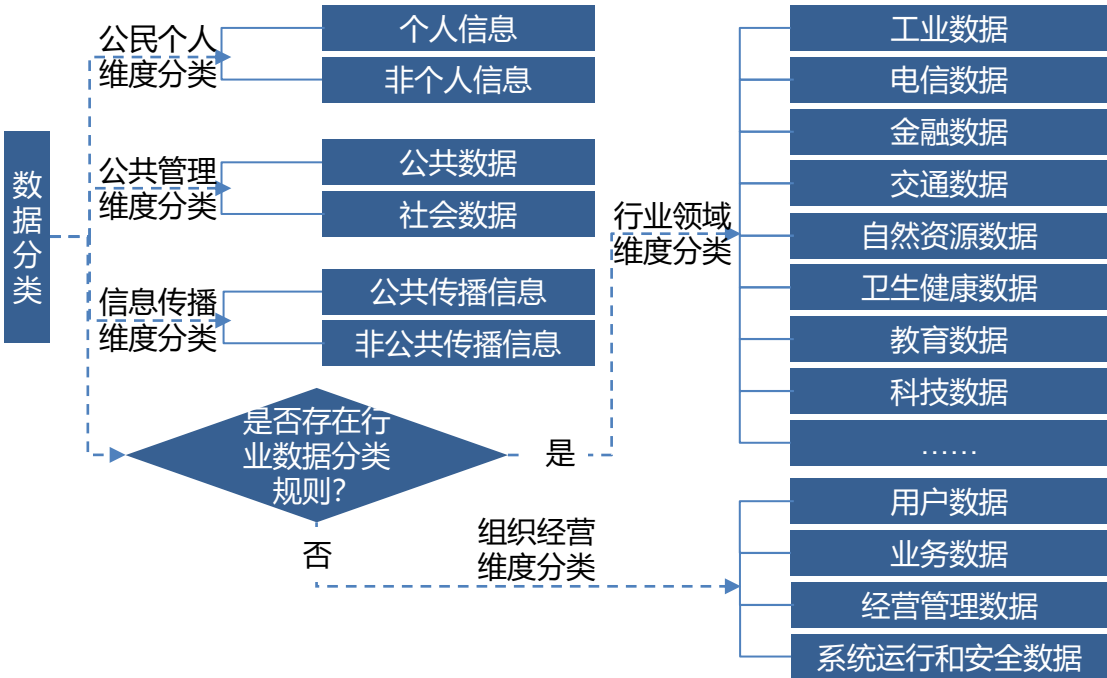 数据分类
公民个人
维度分类
个人信息
非个人信息
公共管理
维度分类
公共数据
社会数据
信息传播
维度分类
公共传播信息
非公共传播信息
是否存在行
业数据分类
规则？
是
行业领域
维度分类
工业数据
电信数据
金融数据
交通数据
自然资源数据
卫生健康数据
教育数据
科技数据
……
否
组织经营
维度分类
用户数据
业务数据
经营管理数据
系统运行和安全数据